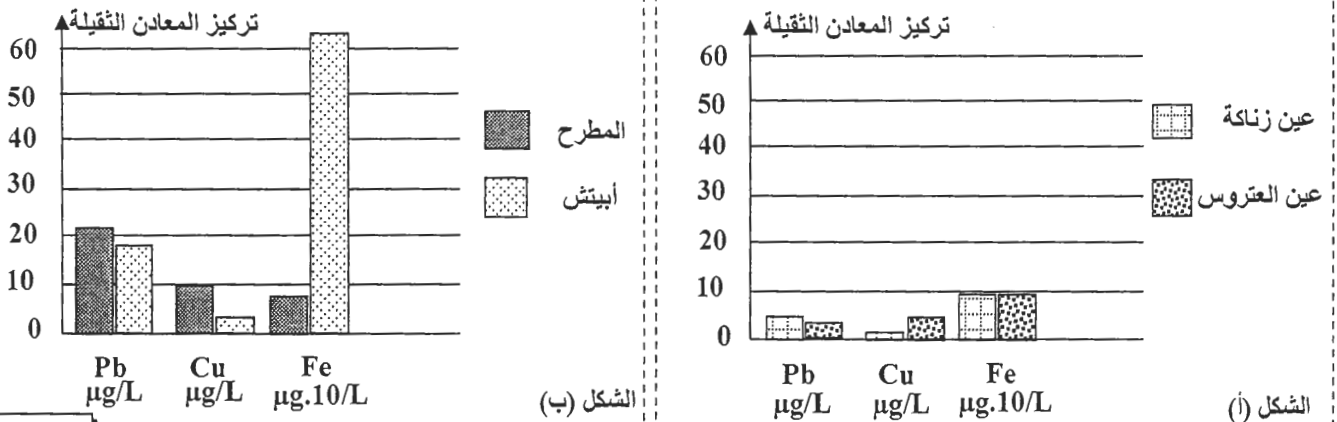 تركيز المعادن الثقيلة
60
50
40
30
20
10
0
Pb
µg/L
Cu
µg/L
Fe
µg.10/L
عين زناكة
عين العتروس
الشكل (أ)
تركيز المعادن الثقيلة
60
50
40
30
20
10
0
Pb
µg/L
Cu
µg/L
Fe
µg.10/L
المطرح
أبيتش
الشكل (ب)